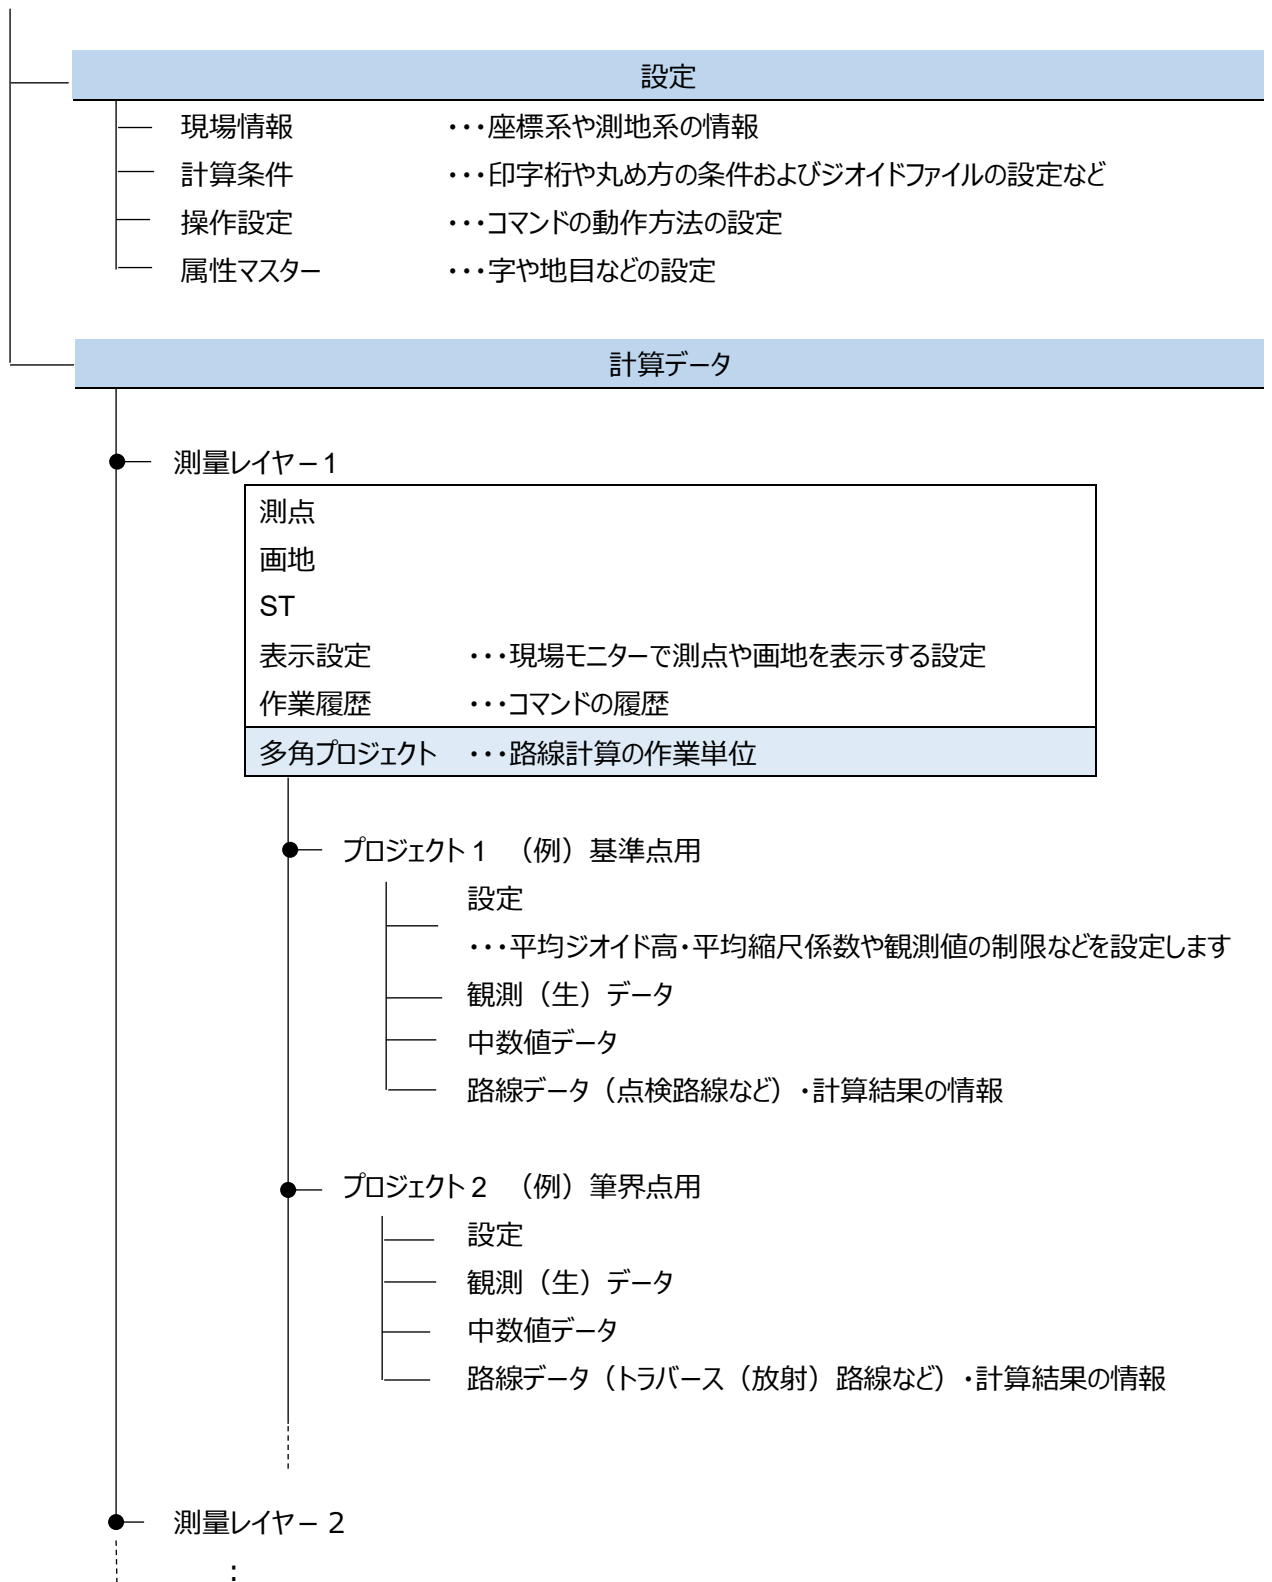 設定
現場情報 ・・・座標系や測地系の情報
計算条件 ・・・印字桁や丸め方の条件およびジオイドファイルの設定など
操作設定 ・・・コマンドの動作方法の設定
属性マスター ・・・字や地目などの設定
計算データ
測量レイヤー1
測点
画地
ST
表示設定 ・・・現場モニターで測点や画地を表示する設定
作業履歴 ・・・コマンドの履歴
多角プロジェクト ・・・路線計算の作業単位
プロジェクト1 （例）基準点用
設定
・・・平均ジオイド高・平均縮尺係数や観測値の制限などを設定します
観測（生）データ
中数値データ
路線データ（点検路線など）・計算結果の情報
プロジェクト2 （例）筆界点用
設定
観測（生）データ
中数値データ
路線データ（トラバース（放射）路線など）・計算結果の情報
測量レイヤー２
：